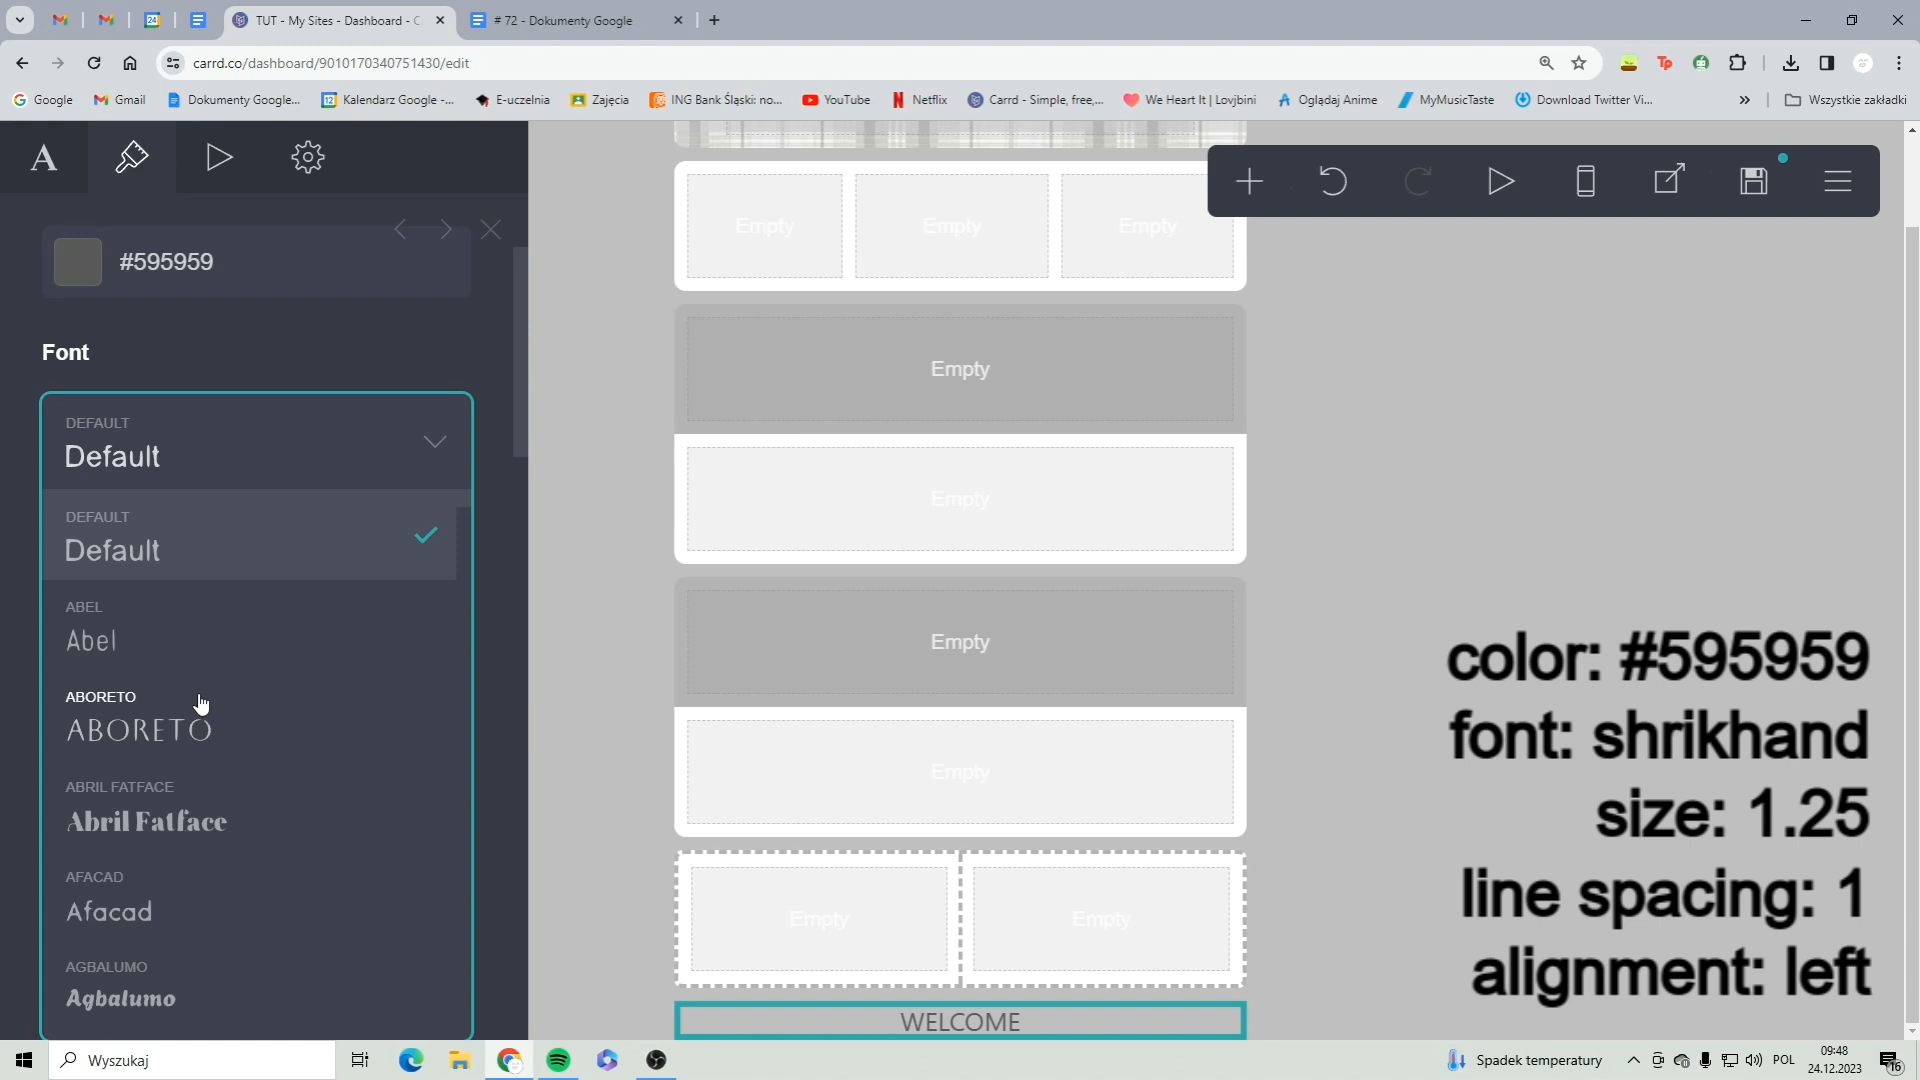 TUT - My Sites - Dashboard - C
# 72 - Dokumenty Google
carrd.co/dashboard/9010170340751430/edit
Google
Gmail
Dokumenty Google...
Kalendarz Google -...
E-uczelnia
Zajęcia
ING Bank Śląski: no...
YouTube
Netflix
Carrd - Simple, free,...
We Heart It | Lovjbini
Oglądaj Anime
MyMusicTaste
Download Twitter Vi...
Wszystkie zakładki
#595959
Font
DEFAULT
Default
DEFAULT
Default
ABEL
Abel
ABORETO
ABORETO
ABRIL FATFACE
Abril Fatface
AFACAD
Afacad
AGBALUMO
Agbalumo
Empty
Empty
Empty
Empty
Empty
Empty
Empty
Empty
Empty
WELCOME
color: #595959
font: shrikhand
size: 1.25
line spacing: 1
alignment: left
Wyszukaj
Spadek temperatury
POL
09:48
24.12.2023
16